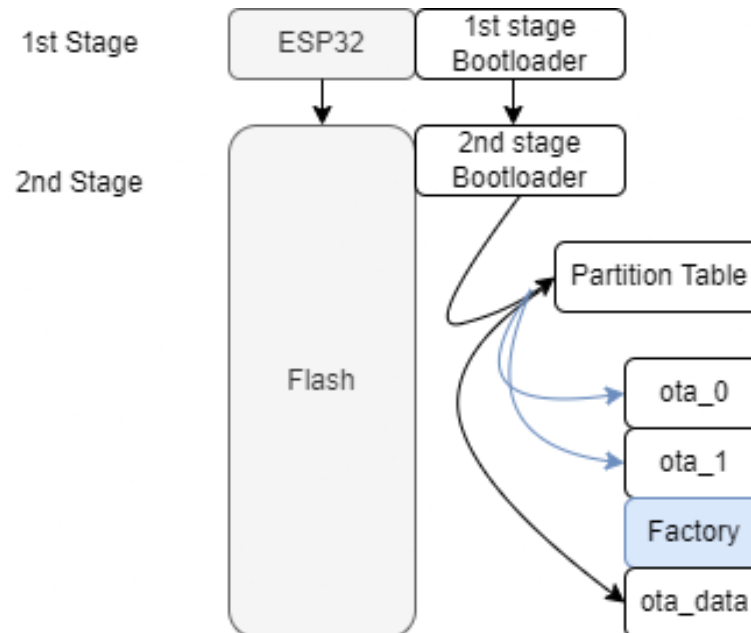 1st Stage
ESP32
1st stage
Bootloader
2nd Stage
2nd stage
Bootloader
Partition Table
Flash
ota_0
ota_1
Factory
ota_data